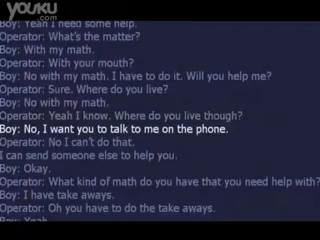 YOUKU.COM
Boy: Yeah I need some help.
Operator: What's the matter?
Boy: With my math.
Operator: With your mouth?
Boy: No with my math. I have to do it. Will you help me?
Operator: Sure. Where do you live?
Boy: No with my math.
Operator: Yeah I know. Where do you live though?
Boy: No, I want you to talk to me on the phone.
Operator: No I can't do that.
I can send someone else to help you.
Boy: Okay.
Operator: What kind of math do you have that you need help with?
Boy: I have take aways.
Operator: Oh you have to do the take aways.
Boy: Yeah.